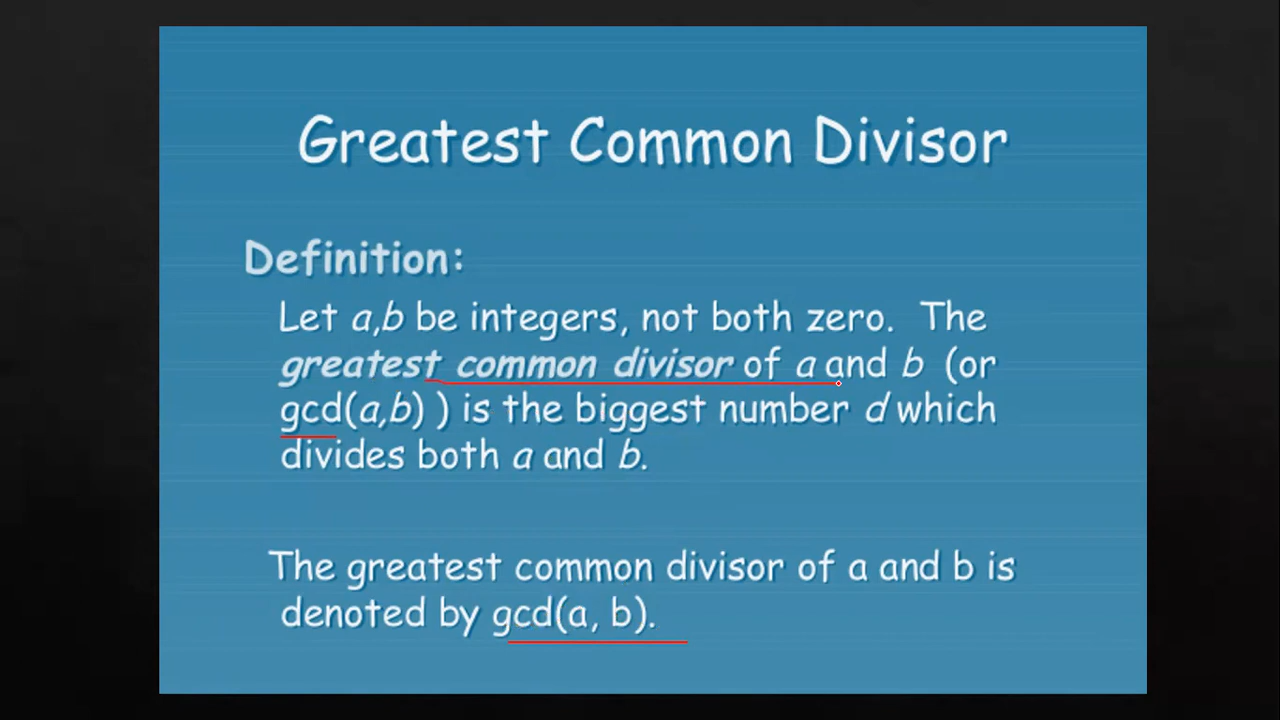 Greatest Common Divisor
Definition:
Let a,b be integers, not both zero. The
greatest common divisor of a and b (or
gcd(a,b) ) is the biggest number d which
divides both a and b.
The greatest common divisor of a and b is
denoted by gcd(a, b).